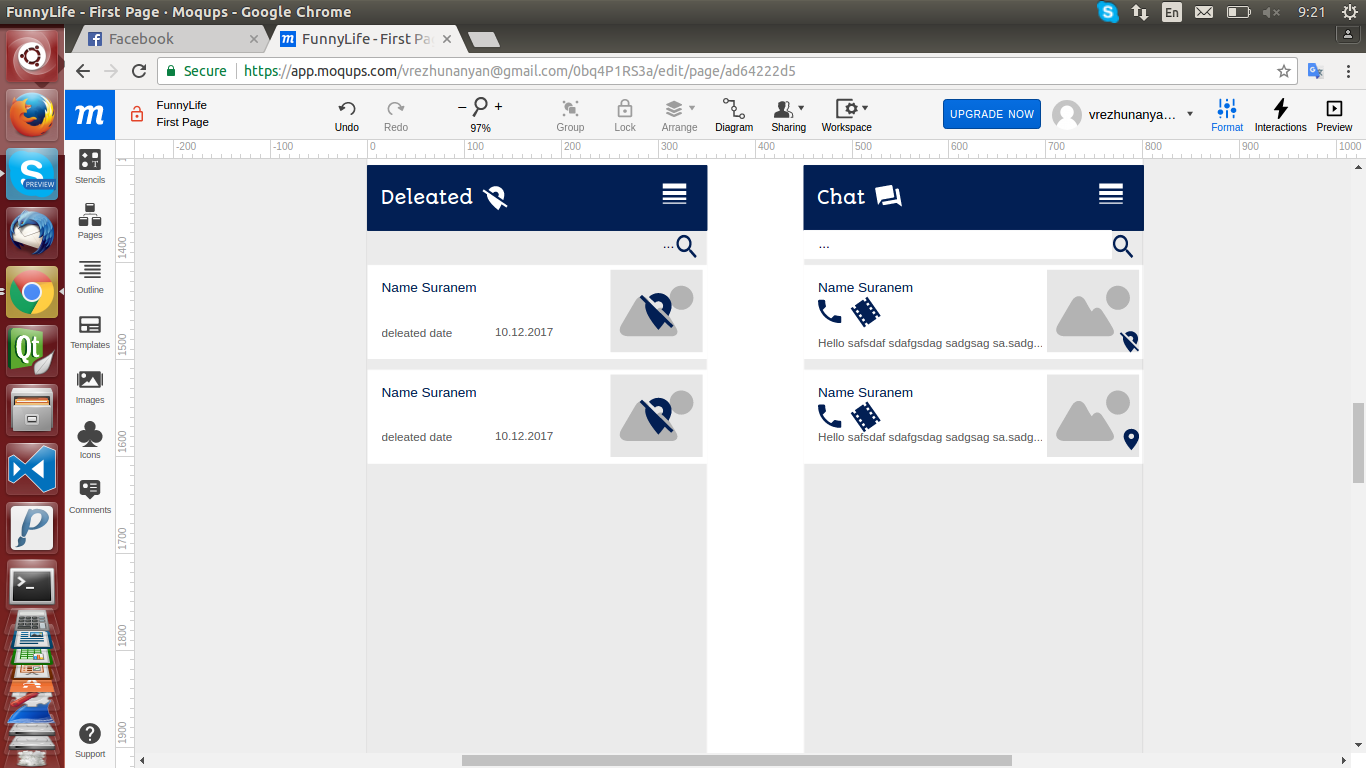 FunnyLife - First Page · Moqups - Google Chrome
En
9:21
Facebook
FunnyLife - First Pa
Secure
https://app.moqups.com/vrezhunanyan@gmail.com/0bq4P1RS3a/edit/page/ad64222d5
m
FunnyLife
First Page
Undo
Redo
97%
Group
Lock
Arrange
Diagram
Sharing
Workspace
UPGRADE NOW
vrezhunanya...
Format
Interactions
Preview
-200
-100
0
100
200
300
400
500
600
700
800
900
1000
1400
1500
1600
1700
1800
1900
Stencils
Pages
Outline
Templates
Images
Icons
Comments
Support
PREVIEW
Qt
Deleated
...
Name Suranem
deleated date
10.12.2017
Name Suranem
deleated date
10.12.2017
Chat
...
Name Suranem
Hello safsdaf sdafgsdag sadgsag sa.sadg...
Name Suranem
Hello safsdaf sdafgsdag sadgsag sa.sadg...